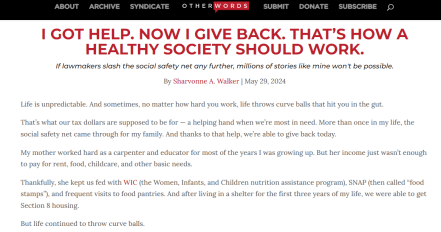 ABOUT ARCHIVE SYNDICATE OTHERWORDS SUBMIT DONATE SUBSCRIBE
I GOT HELP. NOW I GIVE BACK. THAT'S HOW A
HEALTHY SOCIETY SHOULD WORK.
If lawmakers slash the social safety net any further, millions of stories like mine won't be possible.
By Sharvonne A. Walker | May 29, 2024
Life is unpredictable. And sometimes, no matter how hard you work, life throws curve balls that hit you in the gut.
That's what our tax dollars are supposed to be for — a helping hand when we're most in need. More than once in my life, the
social safety net came through for my family. And thanks to that help, we're able to give back today.
My mother worked hard as a carpenter and educator for most of the years I was growing up. But her income just wasn't enough
to pay for rent, food, childcare, and other basic needs.
Thankfully, she kept us fed with WIC (the Women, Infants, and Children nutrition assistance program), SNAP (then called "food
stamps"), and frequent visits to food pantries. And after living in a shelter for the first three years of my life, we were able to get
Section 8 housing.
But life continued to throw curve balls.